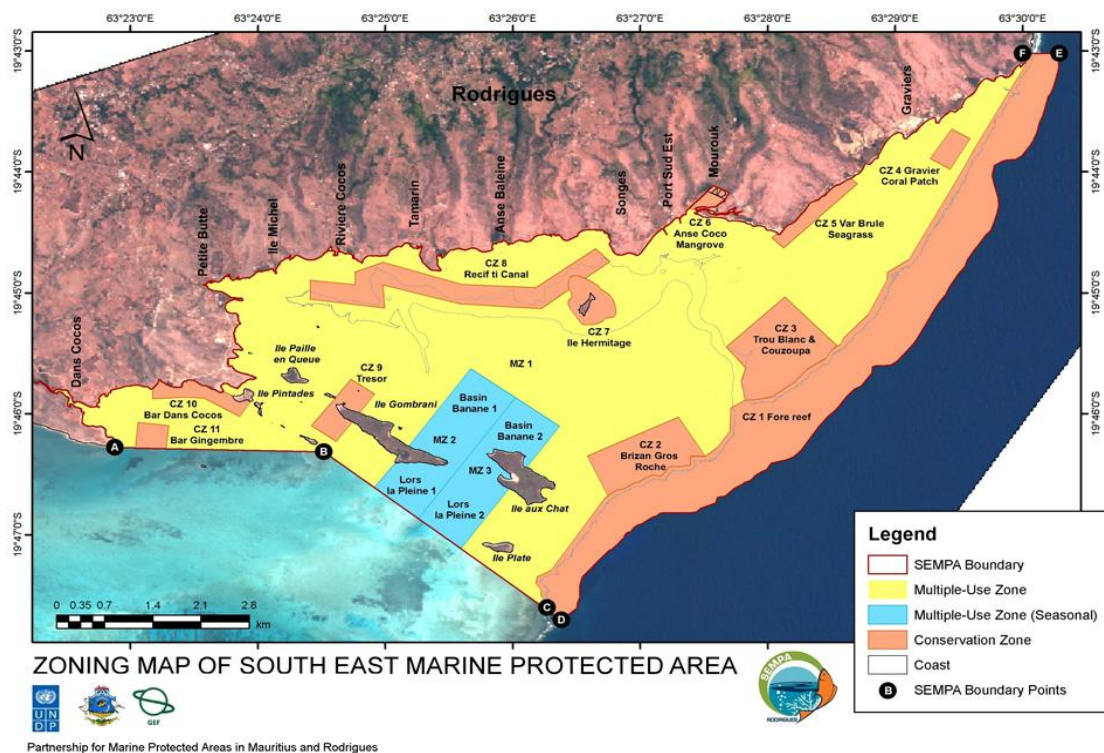 63°23'0"E
63°24'0"E
63°25'0"E
63°26'0"E
63°27'0"E
63°28'0"E
63°29'0"E
63°30'0"E
19°43'0"S
19°44'0"S
19°45'0"S
19°46'0"S
19°47'0"S
19°43'0"S
19°44'0"S
19°45'0"S
19°46'0"S
N
Rodrigues
Dans Cocos
Petite Butte
Ile Michel
Riviere Cocos
Tamarin
Anse Baleine
Songes
Port Sud Est
Mourouk
Graviers
F
E
CZ 4 Gravier
Coral Patch
CZ 5 Var Brule
Seagrass
CZ 6
Anse Coco
Mangrove
CZ 8
Recif ti Canal
CZ 7
Ile Hermitage
CZ 3
Trou Blanc &
Couzoupa
MZ 1
Ile Paille
en Queue
Ile Pintades
CZ 9
Tresor
Ile Gombrani
CZ 10
Bar Dans Cocos
CZ 11
Bar Gingembre
A
B
Basin
Banane 1
Basin
Banane 2
MZ 2
MZ 3
Lors
la Pleine 1
Lors
la Pleine 2
CZ 1 Fore reef
CZ 2
Brizan Gros
Roche
Ile aux Chat
Ile Plate
C
D
0 0.35 0.7 1.4 2.1 2.8
km
Legend
SEMPA Boundary
Multiple-Use Zone
Multiple-Use Zone (Seasonal)
Conservation Zone
Coast
B SEMPA Boundary Points
ZONING MAP OF SOUTH EAST MARINE PROTECTED AREA
UN
DP
GEF
SEMPA
RODRIGUES
Partnership for Marine Protected Areas in Mauritius and Rodrigues